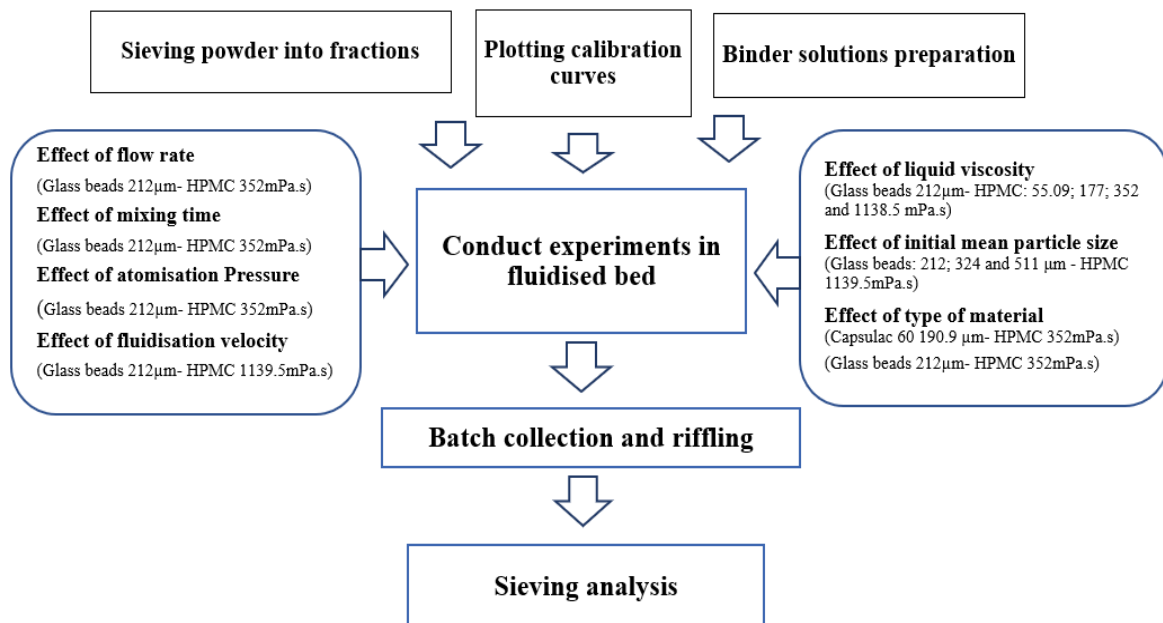 Sieving powder into fractions
Plotting calibration
curves
Binder solutions preparation
Effect of flow rate
(Glass beads 212µm- HPMC 352mPa.s)
Effect of mixing time
(Glass beads 212µm- HPMC 352mPa.s)
Effect of atomisation Pressure
(Glass beads 212µm- HPMC 352mPa.s)
Effect of fluidisation velocity
(Glass beads 212µm- HPMC 1139.5mPa.s)
Conduct experiments in
fluidised bed
Effect of liquid viscosity
(Glass beads 212µm- HPMC: 55.09; 177; 352
and 1138.5 mPa.s)
Effect of initial mean particle size
(Glass beads: 212; 324 and 511 µm - HPMC
1139.5mPa.s)
Effect of type of material
(Capsulac 60 190.9 µm- HPMC 352mPa.s)
(Glass beads 212µm- HPMC 352mPa.s)
Batch collection and riffling
Sieving analysis